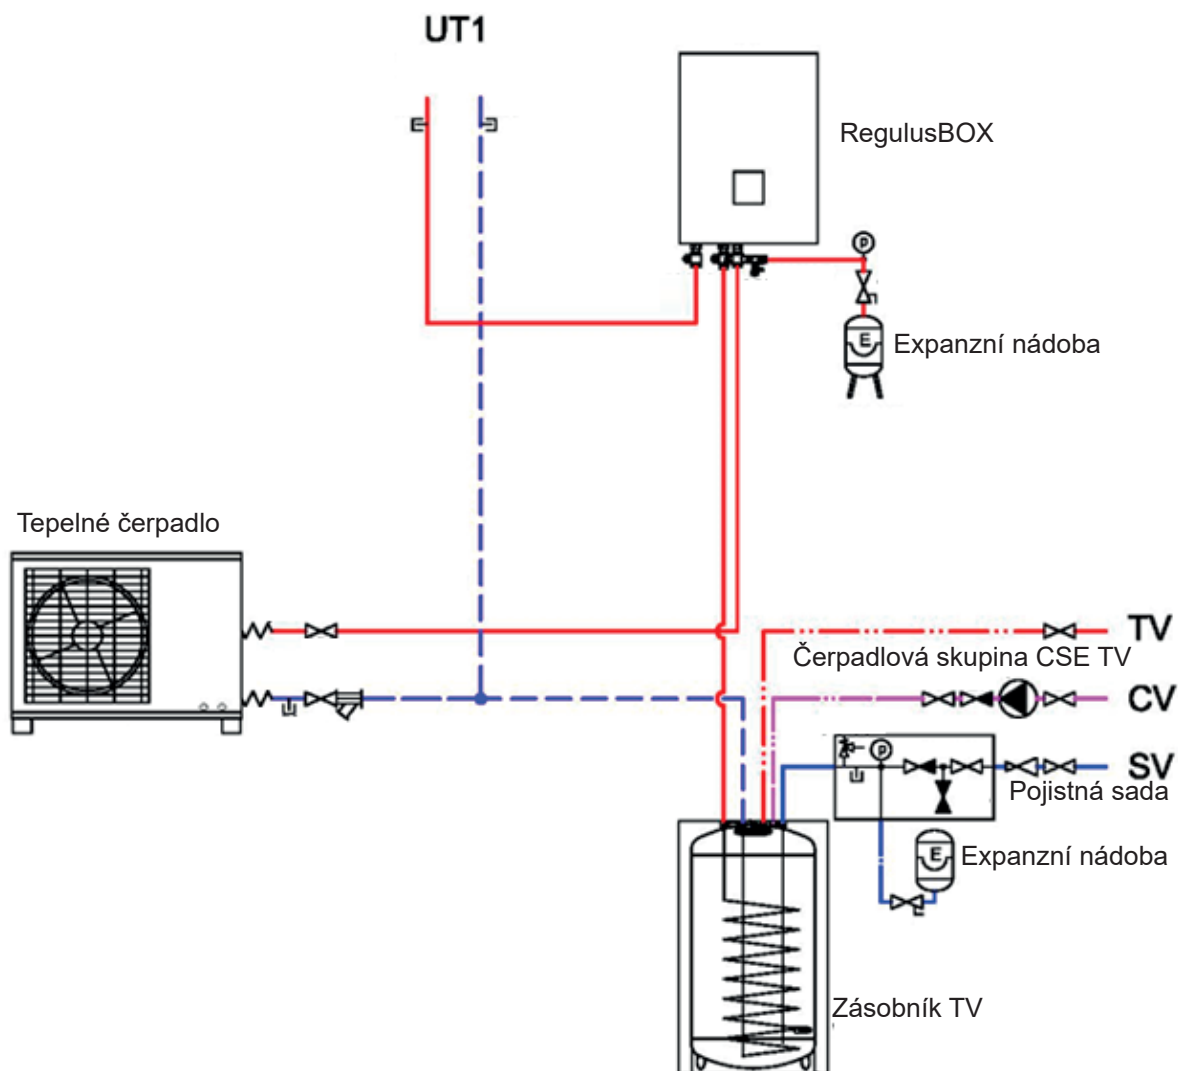 UT1
RegulusBOX
P
E
Expanzní nádoba
Tepelné čerpadlo
TV
Čerpadlová skupina CSE TV
CV
P
SV
Pojistná sada
E
Expanzní nádoba
Zásobník TV